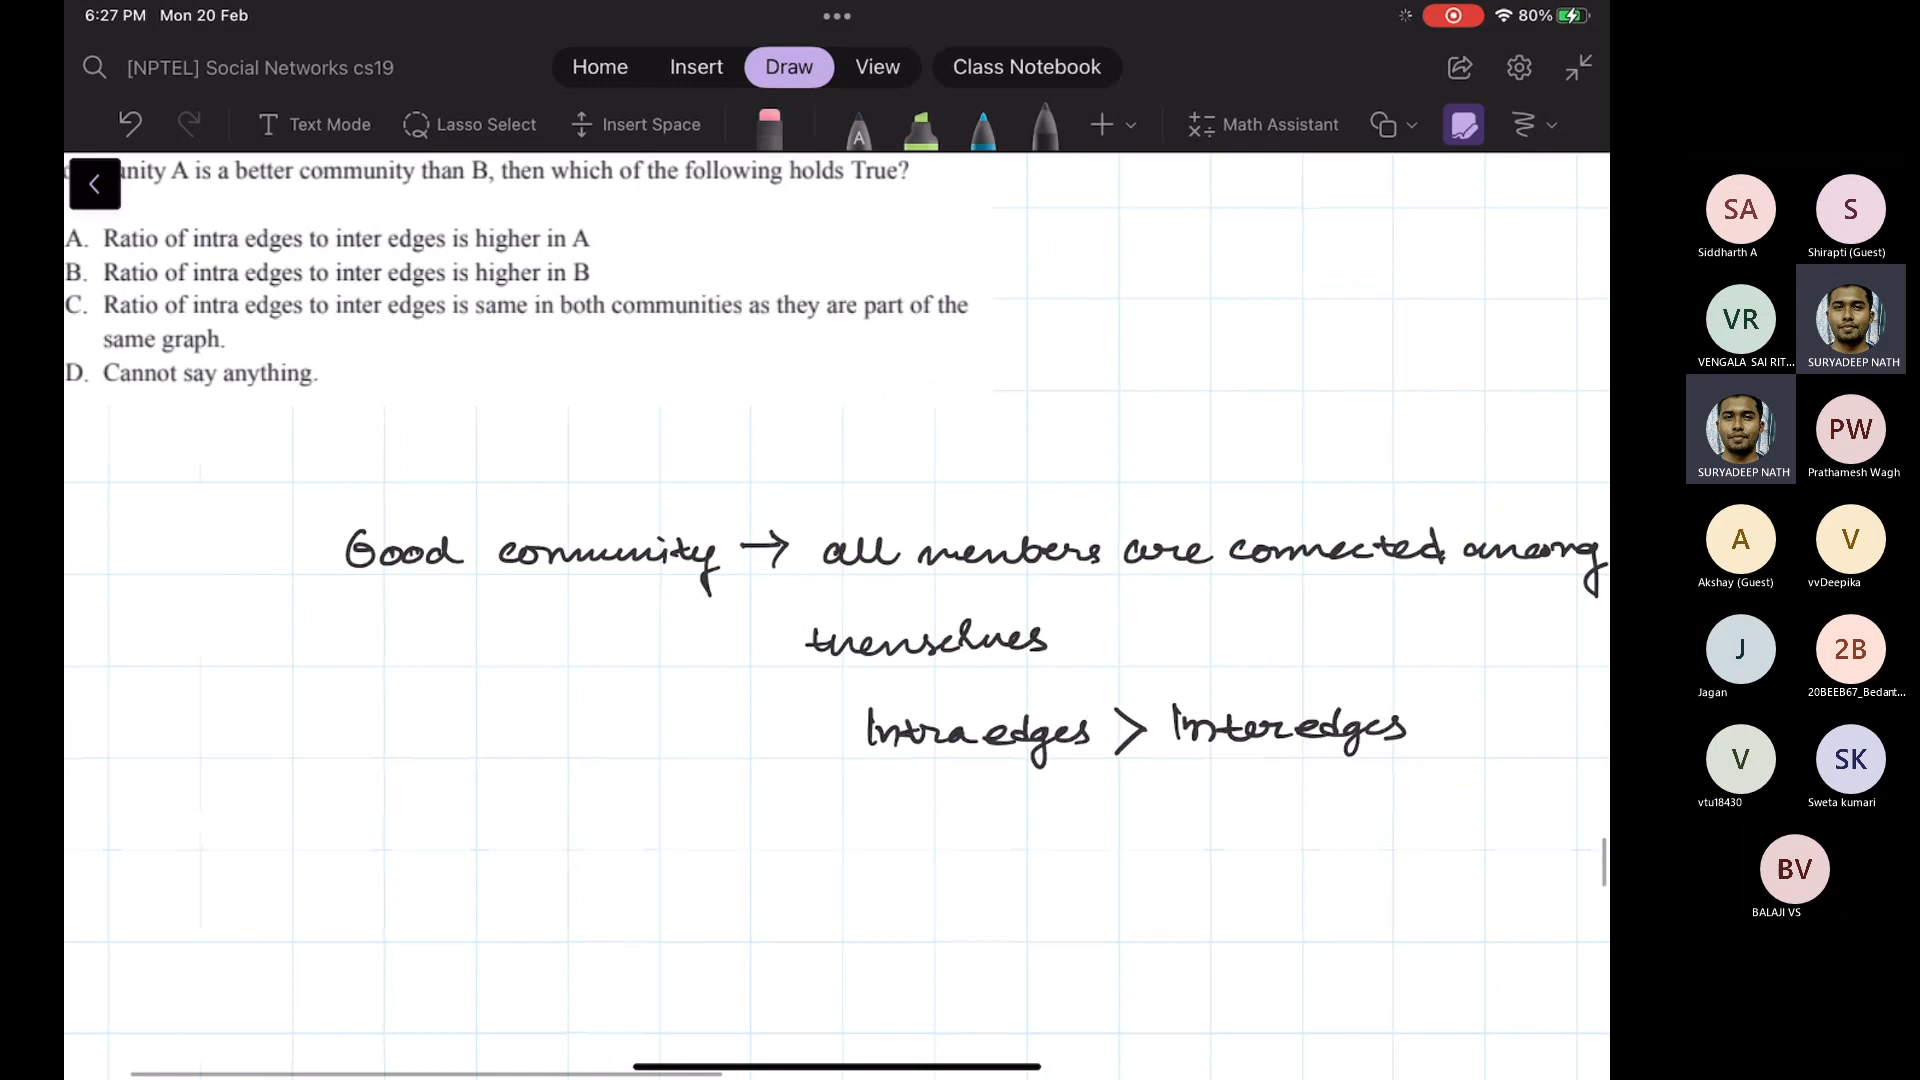 6:27 PM Mon 20 Feb
80%
[NPTEL] Social Networks cs19
Home Insert Draw View Class Notebook
Text Mode Lasso Select Insert Space Math Assistant
unity A is a better community than B, then which of the following holds True?
A. Ratio of intra edges to inter edges is higher in A
B. Ratio of intra edges to inter edges is higher in B
C. Ratio of intra edges to inter edges is same in both communities as they are part of the
same graph.
D. Cannot say anything.
Good community → all members are connected among
themselves
Intra edges > Inter edges
SA S
Siddharth A Shirapti (Guest)
VR
VENGALA SAI RIT... SURYADEEP NATH
PW
SURYADEEP NATH Prathamesh Wagh
A V
Akshay (Guest) vvDeepika
J 2B
Jagan 20BEEB67_Bedant...
V SK
vtu18430 Sweta kumari
BV
BALAJI VS